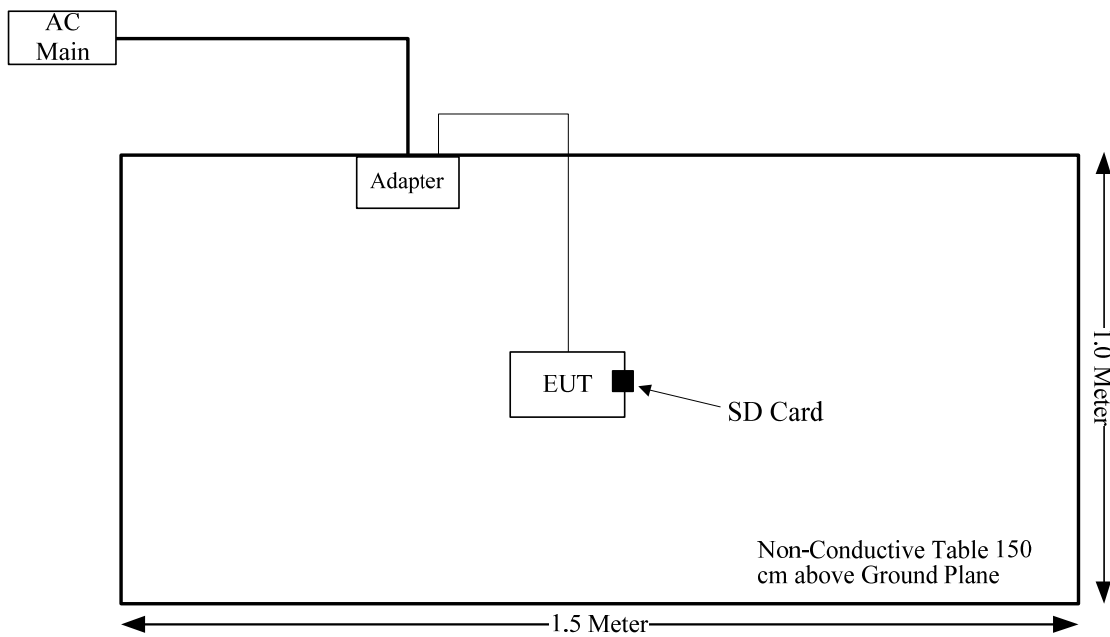 AC
Main
Adapter
EUT
SD Card
1.0 Meter
Non-Conductive Table 150
cm above Ground Plane
1.5 Meter